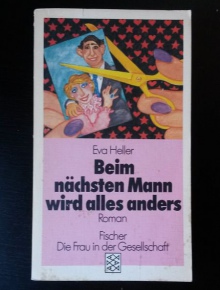 Eva Heller
Beim
nächsten Mann
wird alles anders
Roman
Fischer
Die Frau in der Gesellschaft